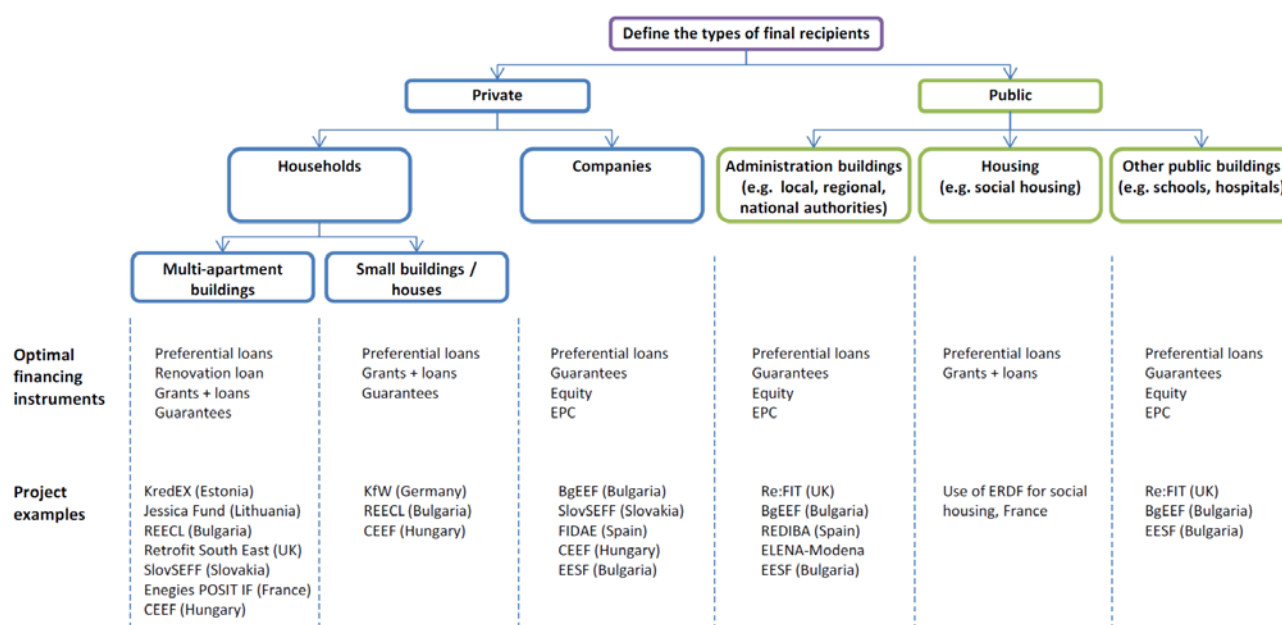 Define the types of final recipients
Private
Public
Households
Companies
Administration buildings
(e.g. local, regional,
national authorities)
Housing
(e.g. social housing)
Other public buildings
(e.g. schools, hospitals)
Multi-apartment
buildings
Small buildings /
houses
Optimal
financing
instruments
Preferential loans
Renovation loan
Grants + loans
Guarantees
Preferential loans
Grants + loans
Guarantees
Preferential loans
Guarantees
Equity
EPC
Preferential loans
Guarantees
Equity
EPC
Preferential loans
Grants + loans
Preferential loans
Guarantees
Equity
EPC
Project
examples
KredEX (Estonia)
Jessica Fund (Lithuania)
REECL (Bulgaria)
Retrofit South East (UK)
SlovSEFF (Slovakia)
Enegies POSIT IF (France)
CEEF (Hungary)
KfW (Germany)
REECL (Bulgaria)
CEEF (Hungary)
BgEEF (Bulgaria)
SlovSEFF (Slovakia)
FIDAE (Spain)
CEEF (Hungary)
EESF (Bulgaria)
Re:FIT (UK)
BgEEF (Bulgaria)
REDIBA (Spain)
ELENA-Modena
EESF (Bulgaria)
Use of ERDF for social
housing, France
Re:FIT (UK)
BgEEF (Bulgaria)
EESF (Bulgaria)